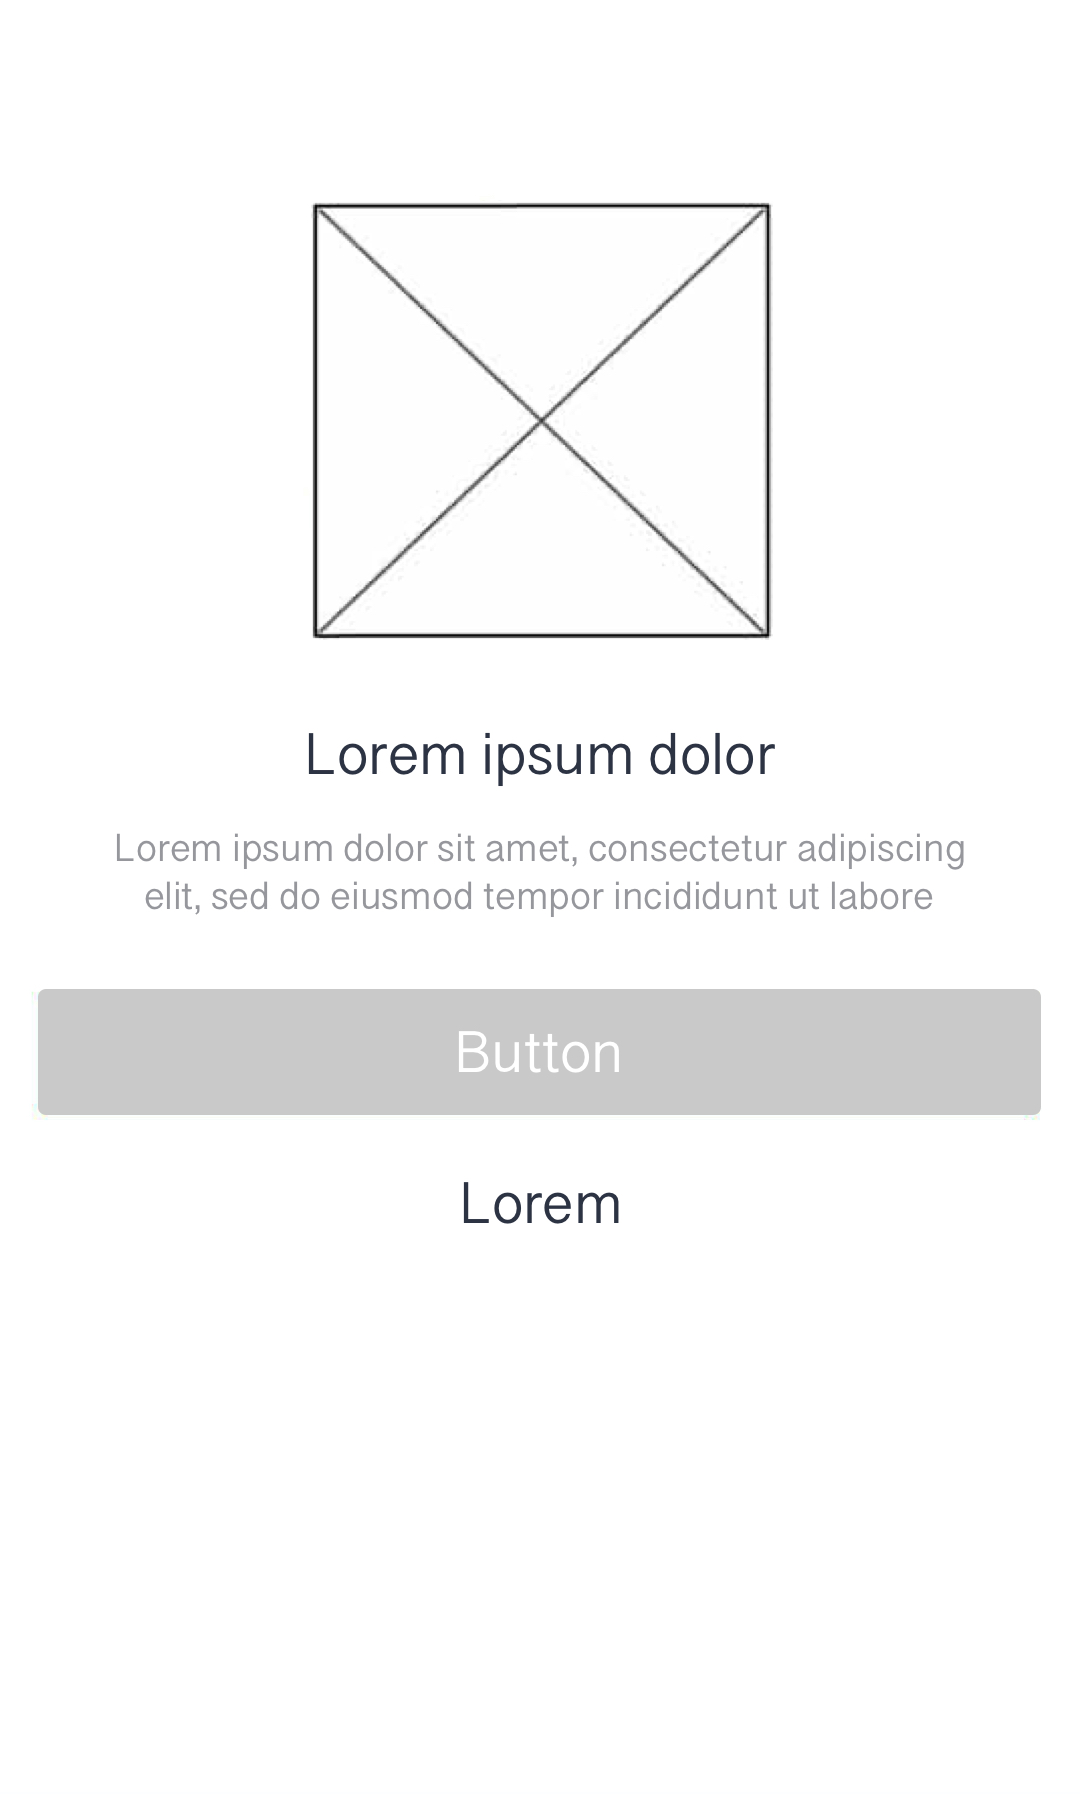 Lorem ipsum dolor
Lorem ipsum dolor sit amet, consectetur adipiscing
elit, sed do eiusmod tempor incididunt ut labore
Button
Lorem